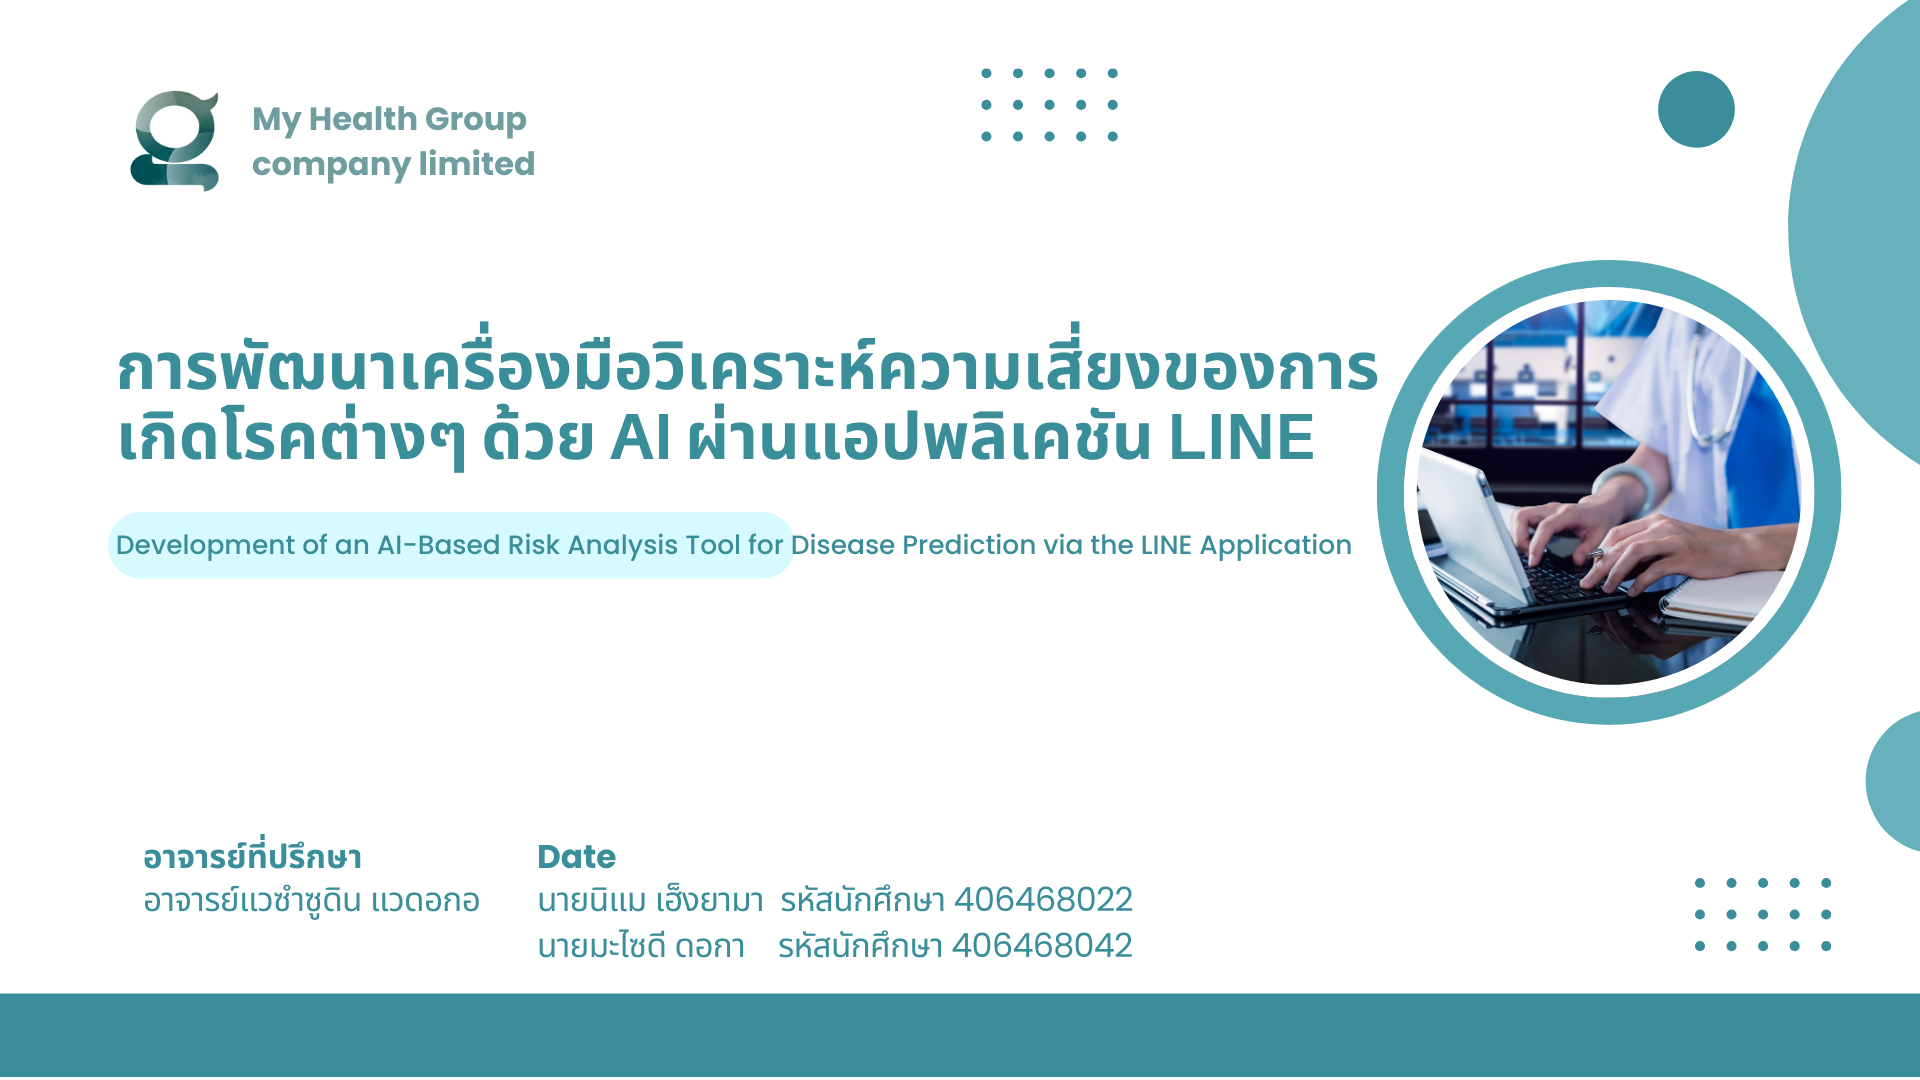 My Health Group
company limited
การพัฒนาเครื่องมือวิเคราะห์ความเสี่ยงของการ
เกิดโรคต่างๆ ด้วย AI ผ่านแอปพลิเคชัน LINE
Development of an AI-Based Risk Analysis Tool for Disease Prediction via the LINE Application
อาจารย์ที่ปรึกษา
อาจารย์แวซำซูดิน แวดอกอ
Date
นายนิแม เฮ็งยามา รหัสนักศึกษา 406468022
นายมะไซดี ดอกา รหัสนักศึกษา 406468042